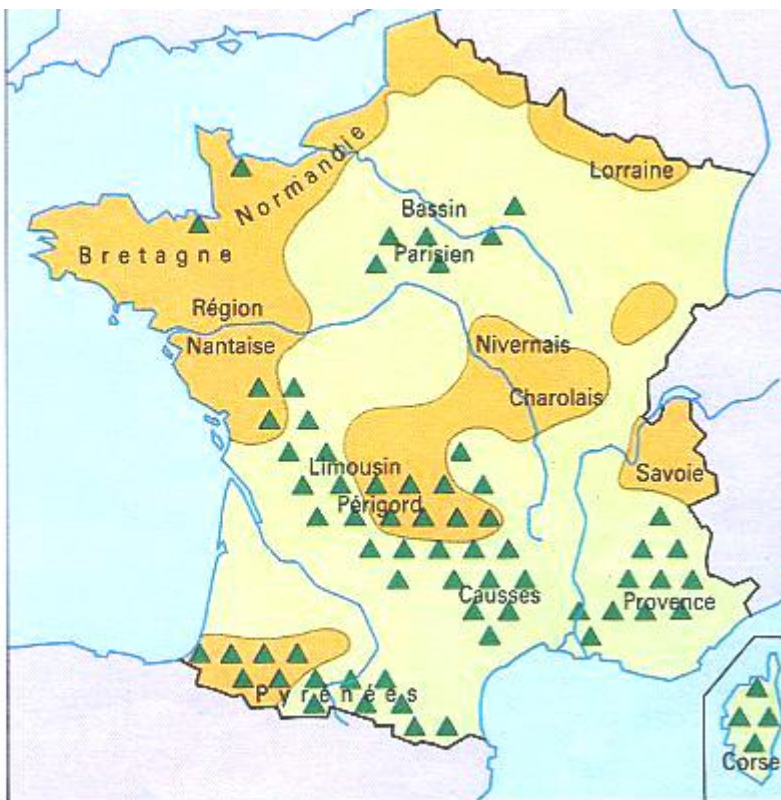 Lorraine
Normandie
Bassin
Parisien
Bretagne
Région
Nantaise
Nivernais
Charolais
Limousin
Périgord
Savoie
Causses
Provence
Pyrénées
Corse